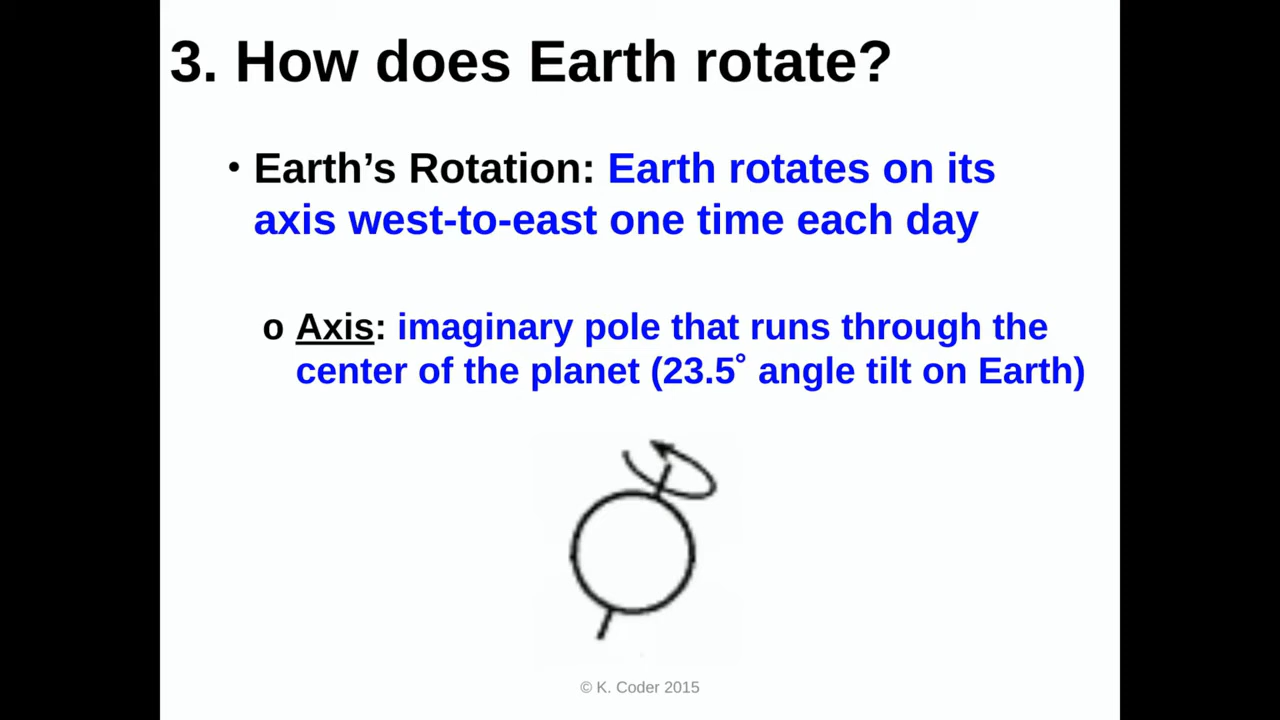 3. How does Earth rotate?
• Earth’s Rotation: Earth rotates on its
axis west-to-east one time each day
o Axis: imaginary pole that runs through the
center of the planet (23.5˚ angle tilt on Earth)
© K. Coder 2015